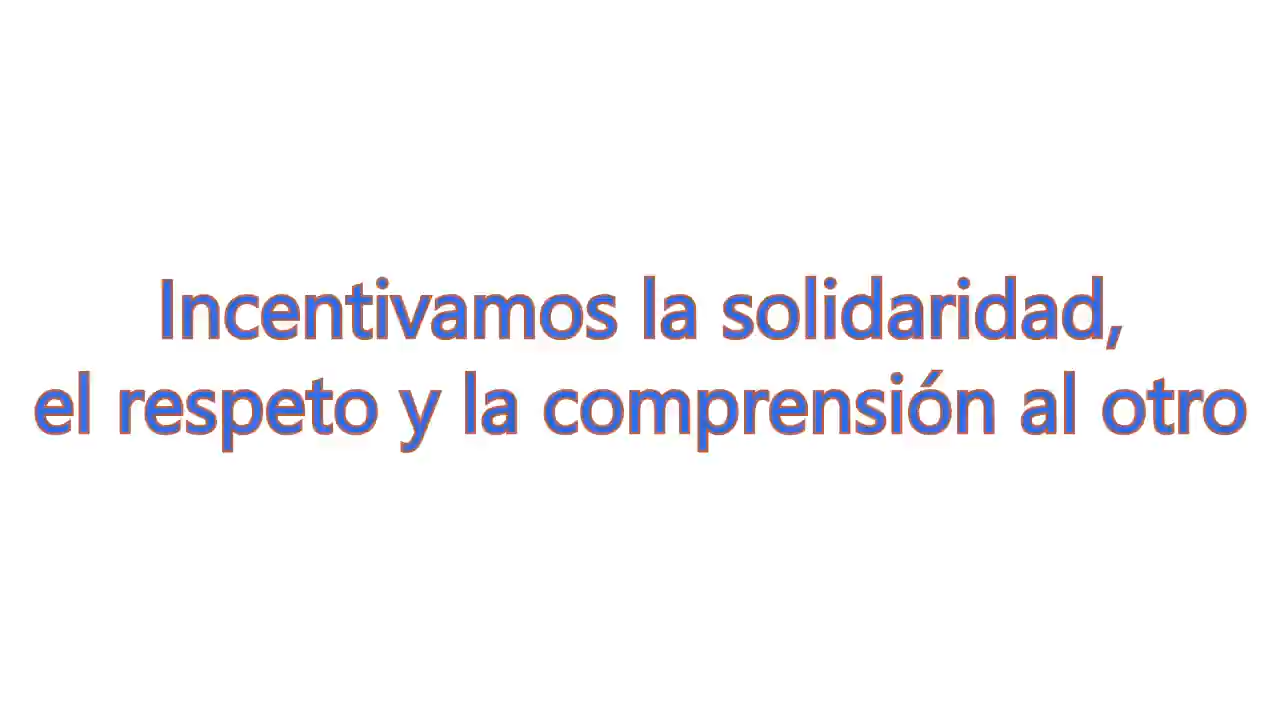 Incentivamos la solidaridad,
el respeto y la comprensión al otro